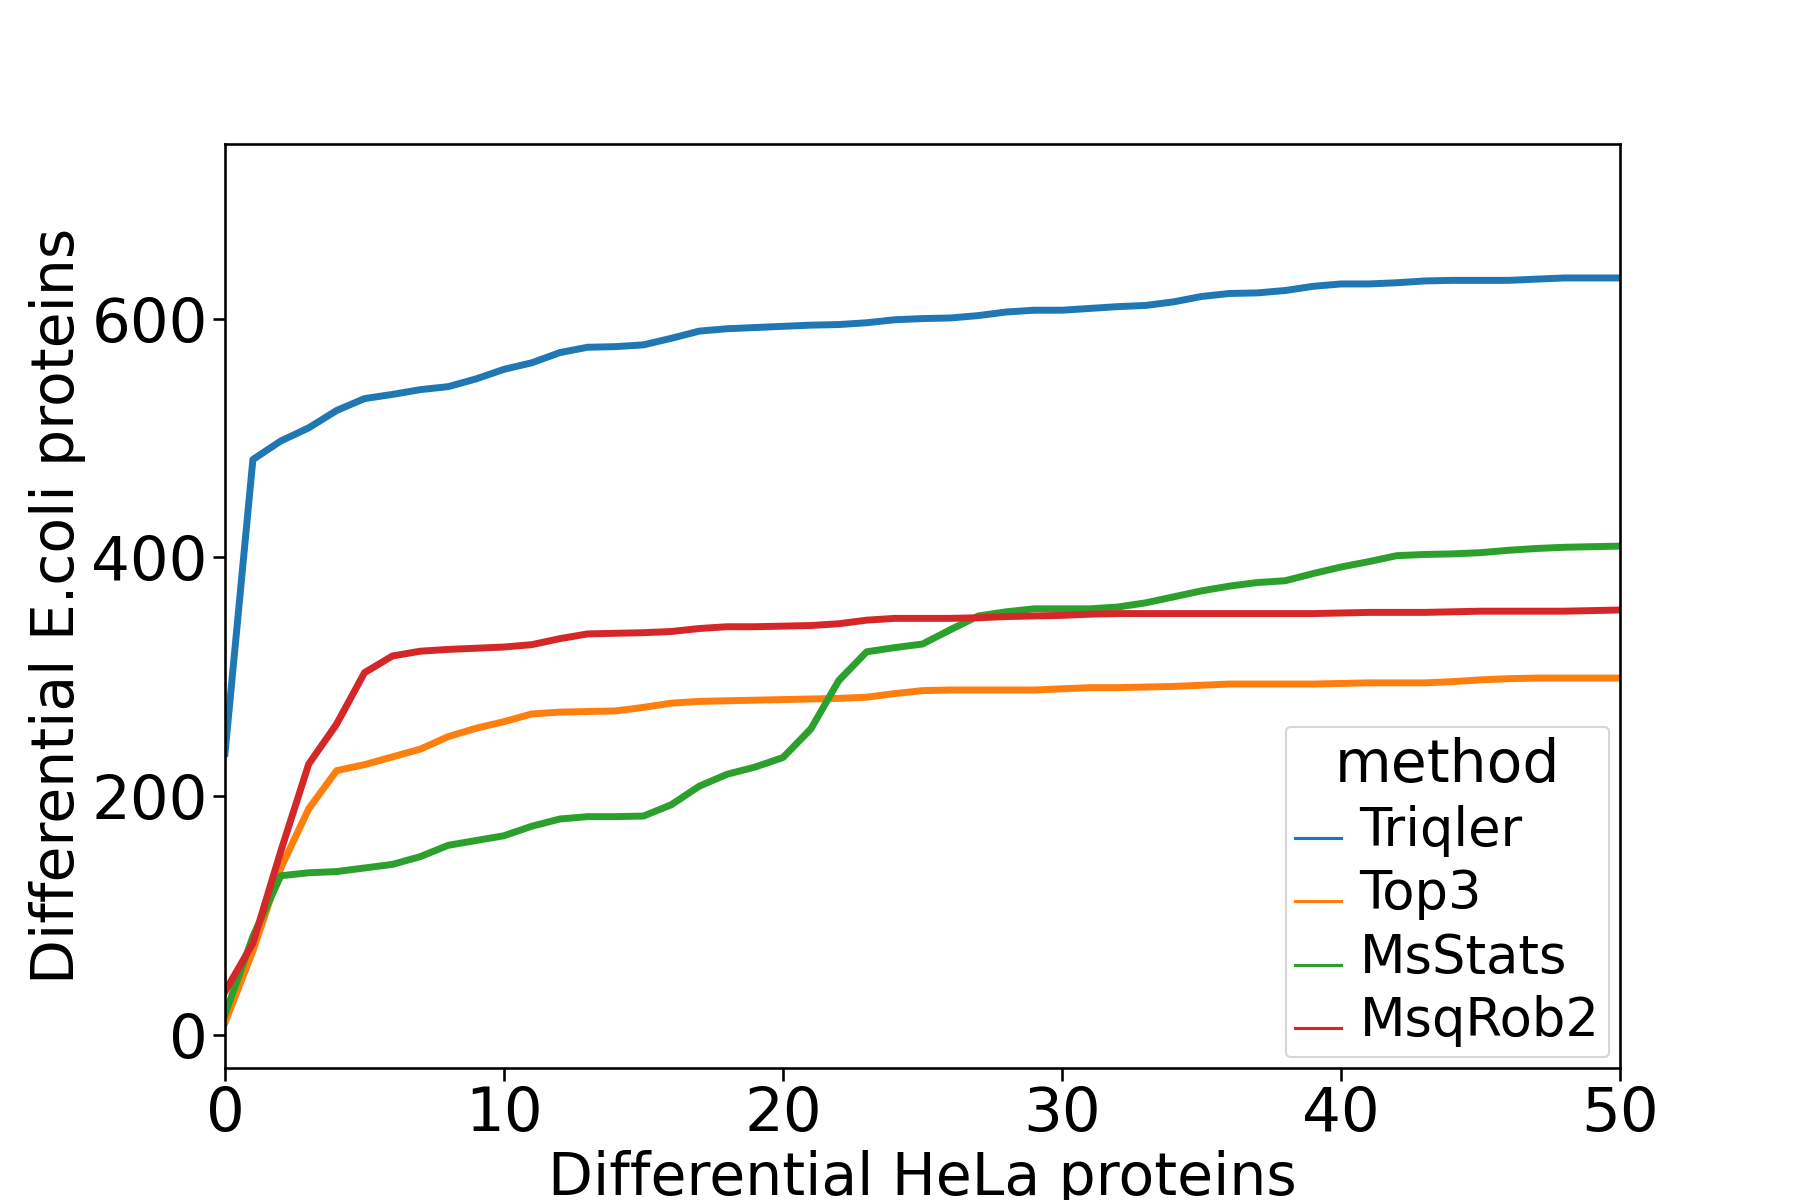 Differential E.coli proteins
600
400
200
0
0 10 20 30 40 50
Differential HeLa proteins
method
Triqler
Top3
MsStats
MsqRob2